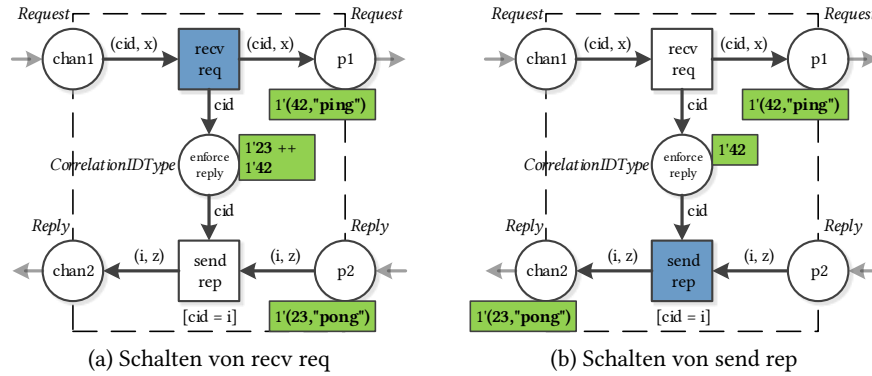 Request
Request
chan1
(cid, x)
recv
req
(cid, x)
p1
1'(42,"ping")
cid
CorrelationIDType
enforce
reply
1'23 ++
1'42
cid
Reply
Reply
chan2
(i, z)
send
rep
(i, z)
p2
[cid = i]
1'(23,"pong")
(a) Schalten von recv req
Request
Request
chan1
(cid, x)
recv
req
(cid, x)
p1
1'(42,"ping")
cid
CorrelationIDType
enforce
reply
1'42
cid
Reply
Reply
chan2
(i, z)
send
rep
(i, z)
p2
1'(23,"pong")
[cid = i]
(b) Schalten von send rep